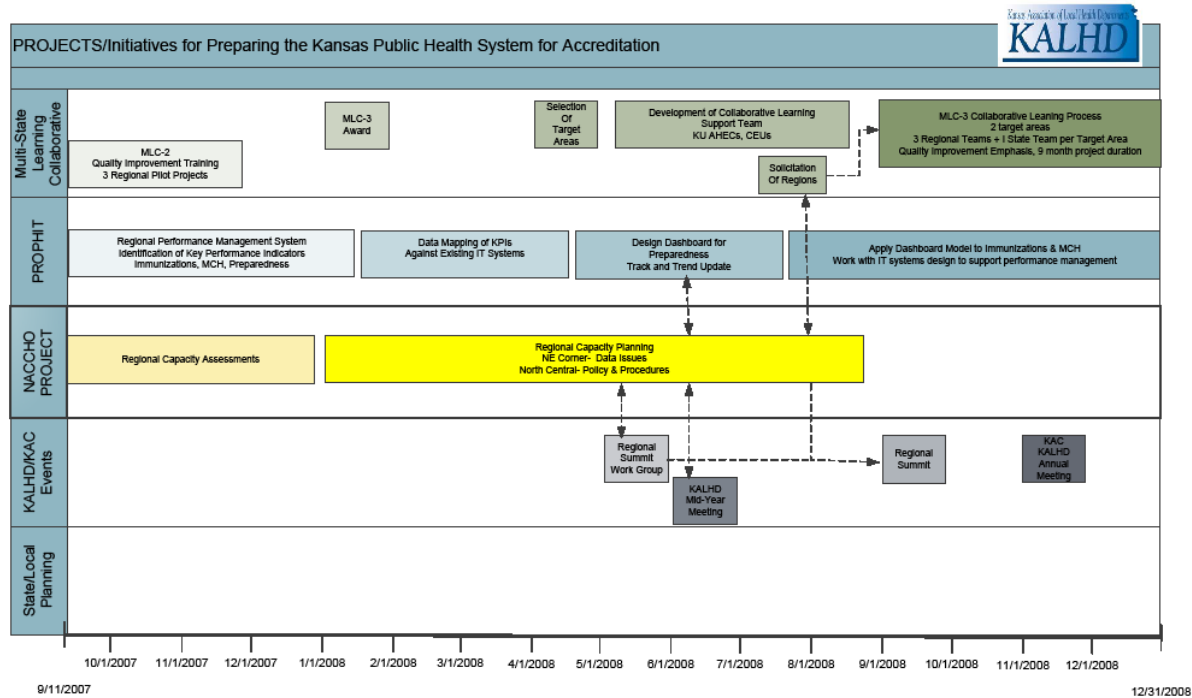 Kansas Association of Local Health Departments
KALHD
PROJECTS/Initiatives for Preparing the Kansas Public Health System for Accreditation
Multi-State
Learning
Collaborative
MLC-2
Quality Improvement Training
3 Regional Pilot Projects
MLC-3
Award
Selection
Of
Target
Areas
Development of Collaborative Learning
Support Team
KU AHECs, CEUs
Solicitation
Of Regions
MLC-3 Collaborative Learning Process
2 target areas
3 Regional Teams + I State Team per Target Area
Quality Improvement Emphasis, 9 month project duration
PROPHIT
Regional Performance Management System
Identification of Key Performance Indicators
Immunizations, MCH, Preparedness
Data Mapping of KPIs
Against Existing IT Systems
Design Dashboard for
Preparedness
Track and Trend Update
Apply Dashboard Model to Immunizations & MCH
Work with IT systems design to support performance management
NACCHO
PROJECT
Regional Capacity Assessments
Regional Capacity Planning
NE Corner- Data Issues
North Central- Policy & Procedures
KALHD/KAC
Events
Regional
Summit
Work Group
KALHD
Mid-Year
Meeting
Regional
Summit
KAC
KALHD
Annual
Meeting
State/Local
Planning
10/1/2007 11/1/2007 12/1/2007 1/1/2008 2/1/2008 3/1/2008 4/1/2008 5/1/2008 6/1/2008 7/1/2008 8/1/2008 9/1/2008 10/1/2008 11/1/2008 12/1/2008
9/11/2007 12/31/2008